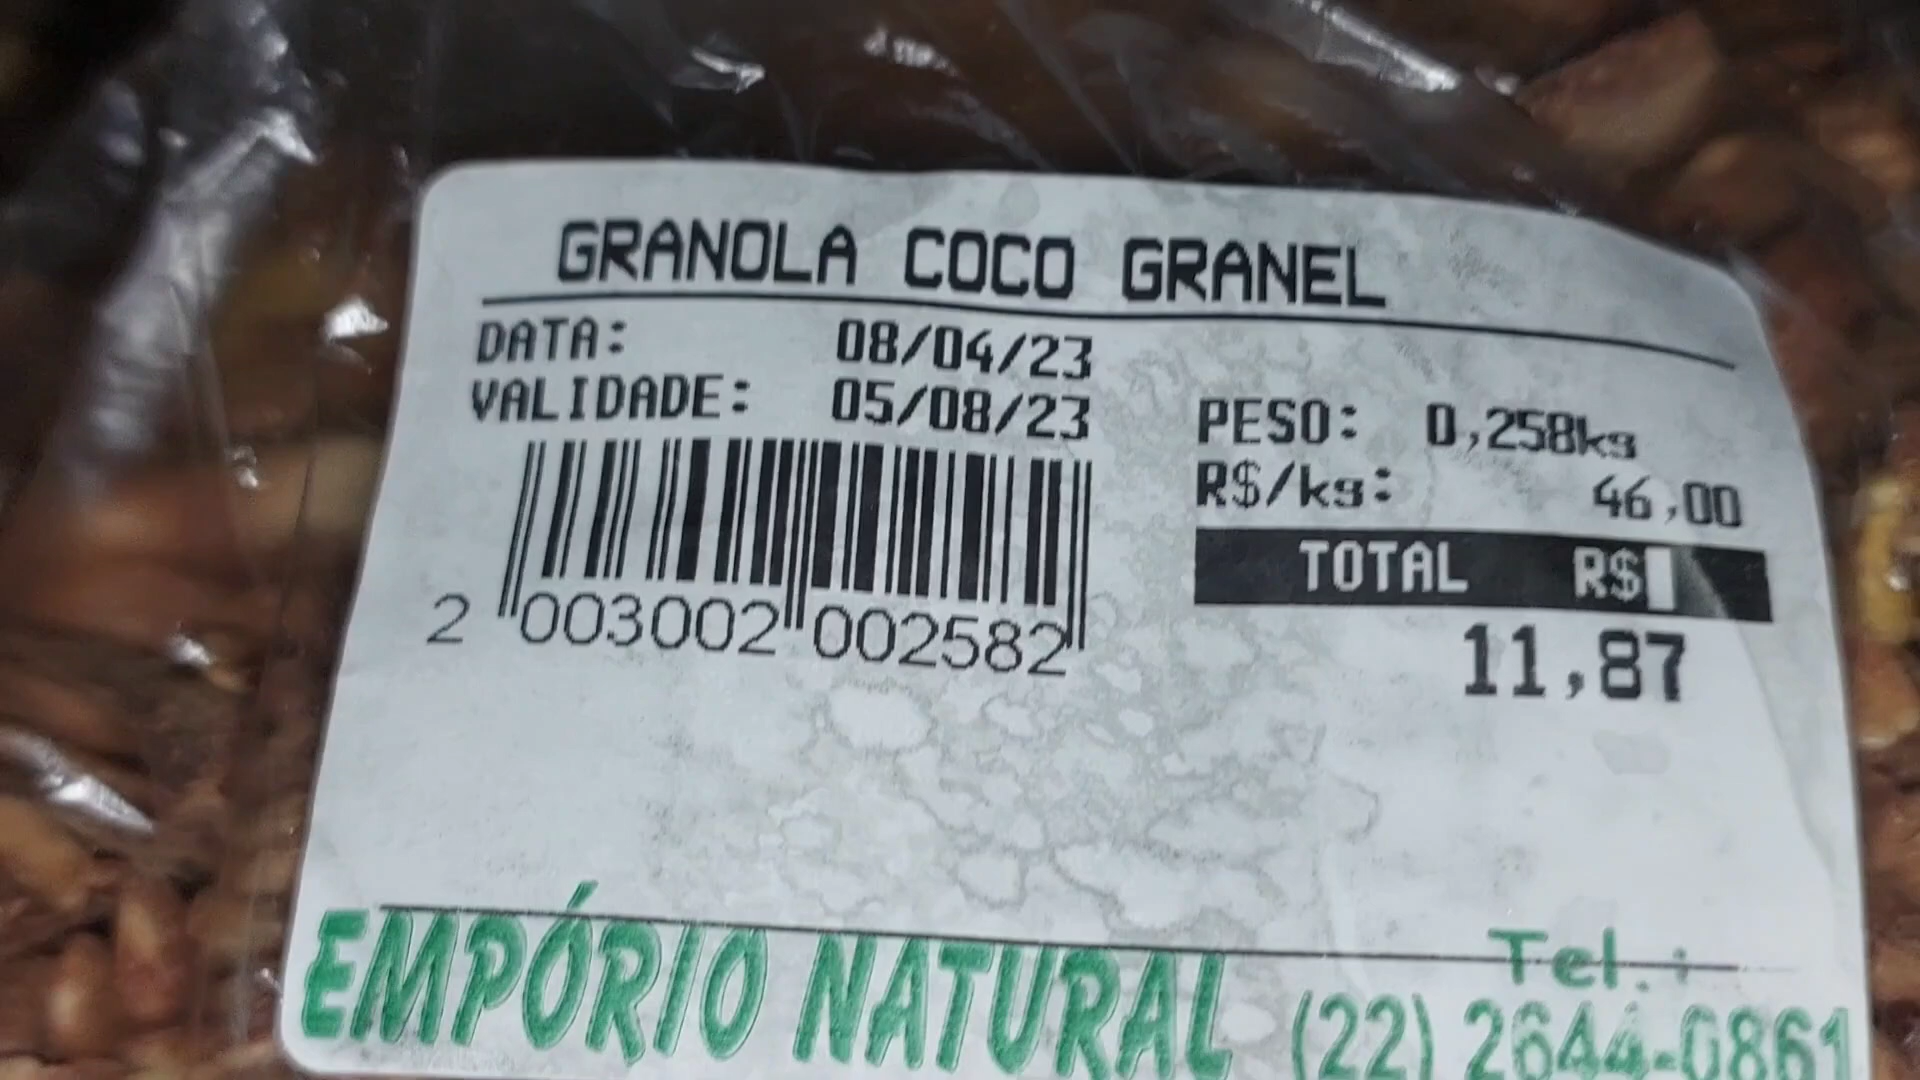 GRANOLA COCO GRANEL
DATA: 08/04/23
VALIDADE: 05/08/23
PESO: 0,258kg
R$/kg: 46,00
TOTAL R$
11,87
2 003002 002582
EMPÓRIO NATURAL
Tel.:
(22) 2644-0861